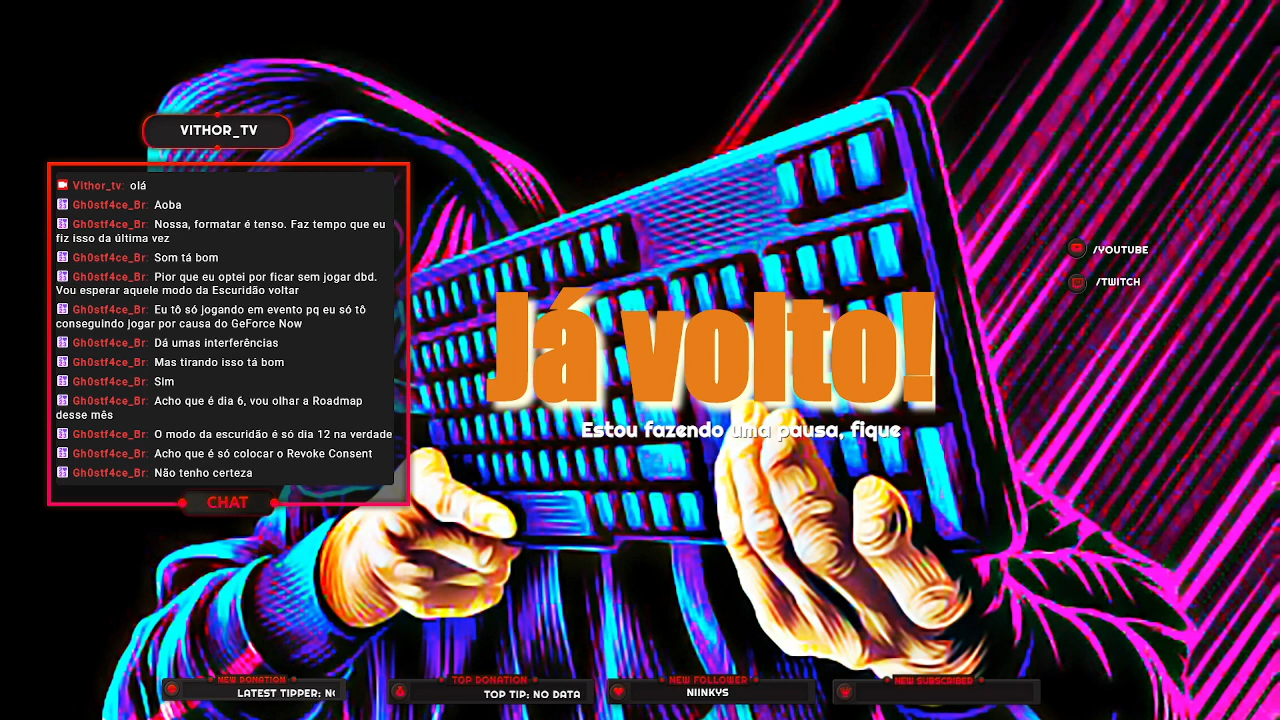 VITHOR_TV
Vithor_tv: olá
Gh0stf4ce_Br: Aoba
Gh0stf4ce_Br: Nossa, formatar é tenso. Faz tempo que eu
fiz isso da última vez
Gh0stf4ce_Br: Som tá bom
Gh0stf4ce_Br: Pior que eu optei por ficar sem jogar dbd.
Vou esperar aquele modo da Escuridão voltar
Gh0stf4ce_Br: Eu tô só jogando em evento pq eu só tô
conseguindo jogar por causa do GeForce Now
Gh0stf4ce_Br: Dá umas interferências
Gh0stf4ce_Br: Mas tirando isso tá bom
Gh0stf4ce_Br: Sim
Gh0stf4ce_Br: Acho que é dia 6, vou olhar a Roadmap
desse mês
Gh0stf4ce_Br: O modo da escuridão é só dia 12 na verdade
Gh0stf4ce_Br: Acho que é só colocar o Revoke Consent
Gh0stf4ce_Br: Não tenho certeza
CHAT
Já volto!
Estou fazendo uma pausa, fique
/YOUTUBE
/TWITCH
NEW DONATION
LATEST TIPPER:
TOP DONATION
TOP TIP: NO DATA
NEW FOLLOWER
NIINKYS
NEW SUBSCRIBED